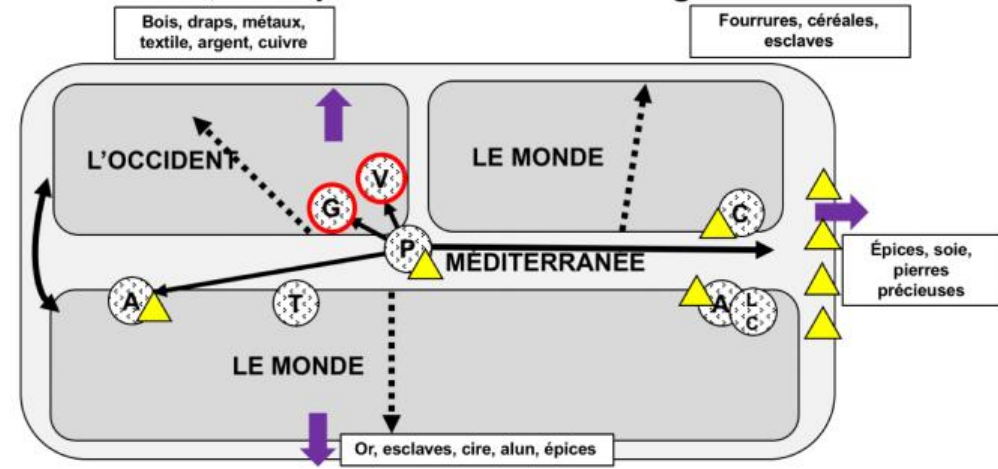 Bois, draps, métaux,
textile, argent, cuivre
Fourrures, céréales,
esclaves
L'OCCIDENT
LE MONDE
V
G
C
P
MÉDITERRANÉE
Épices, soie,
pierres
précieuses
A
T
A
L
C
LE MONDE
Or, esclaves, cire, alun, épices